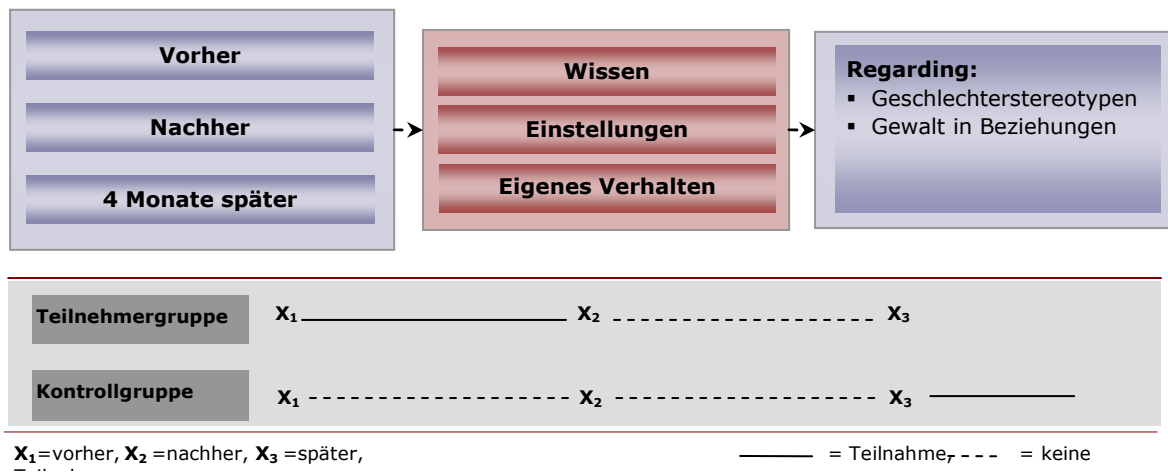 Vorher
Nachher
4 Monate später
Wissen
Einstellungen
Eigenes Verhalten
Regarding:
▪ Geschlechterstereotypen
▪ Gewalt in Beziehungen
Teilnehmergruppe X₁ X₂ X₃
Kontrollgruppe X₁ X₂ X₃
X₁=vorher, X₂ =nachher, X₃ =später, = Teilnahme, = keine